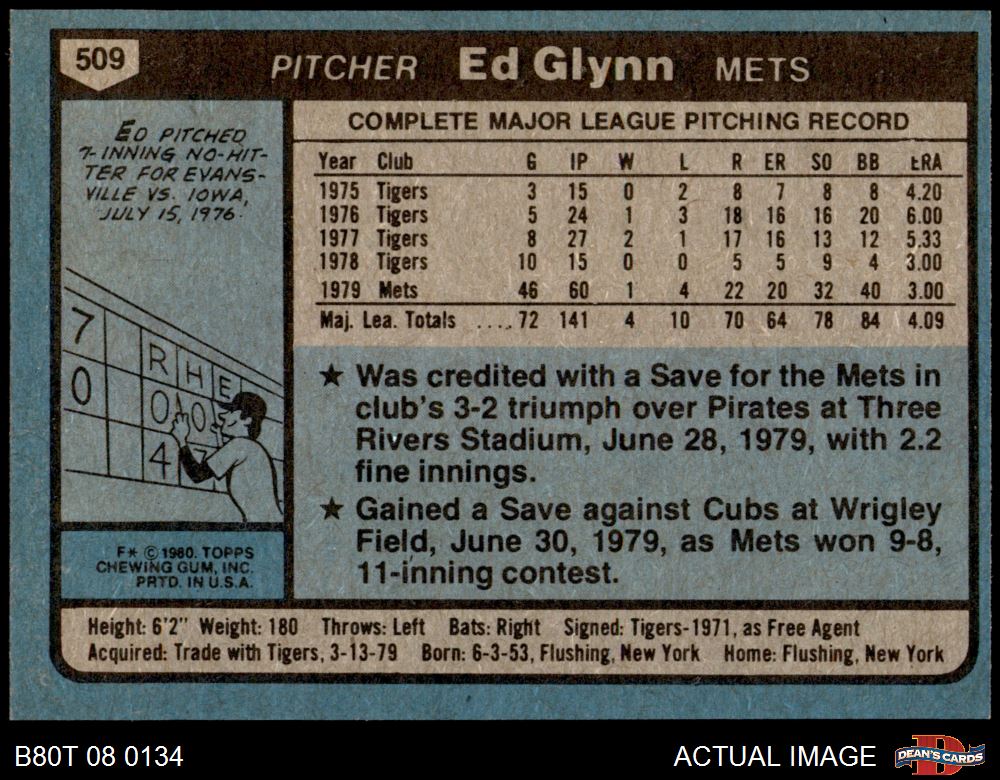 509
PITCHER Ed Glynn METS
ED PITCHED
7-INNING NO-HIT-
TER FOR EVANS-
VILLE VS. IOWA,
JULY 15, 1976.
7
0
R H E
0 0
4
F* © 1980. TOPPS
CHEWING GUM, INC.
PRTD. IN U.S.A.
COMPLETE MAJOR LEAGUE PITCHING RECORD
Year Club G IP W L R ER SO BB ERA
1975 Tigers 3 15 0 2 8 7 8 8 4.20
1976 Tigers 5 24 1 3 18 16 16 20 6.00
1977 Tigers 8 27 2 1 17 16 13 12 5.33
1978 Tigers 10 15 0 0 5 5 9 4 3.00
1979 Mets 46 60 1 4 22 20 32 40 3.00
Maj. Lea. Totals .... 72 141 4 10 70 64 78 84 4.09
★ Was credited with a Save for the Mets in
club's 3-2 triumph over Pirates at Three
Rivers Stadium, June 28, 1979, with 2.2
fine innings.
★ Gained a Save against Cubs at Wrigley
Field, June 30, 1979, as Mets won 9-8,
11-inning contest.
Height: 6'2" Weight: 180 Throws: Left Bats: Right Signed: Tigers-1971, as Free Agent
Acquired: Trade with Tigers, 3-13-79 Born: 6-3-53, Flushing, New York Home: Flushing, New York
B80T 08 0134 ACTUAL IMAGE DEAN'S CARDS